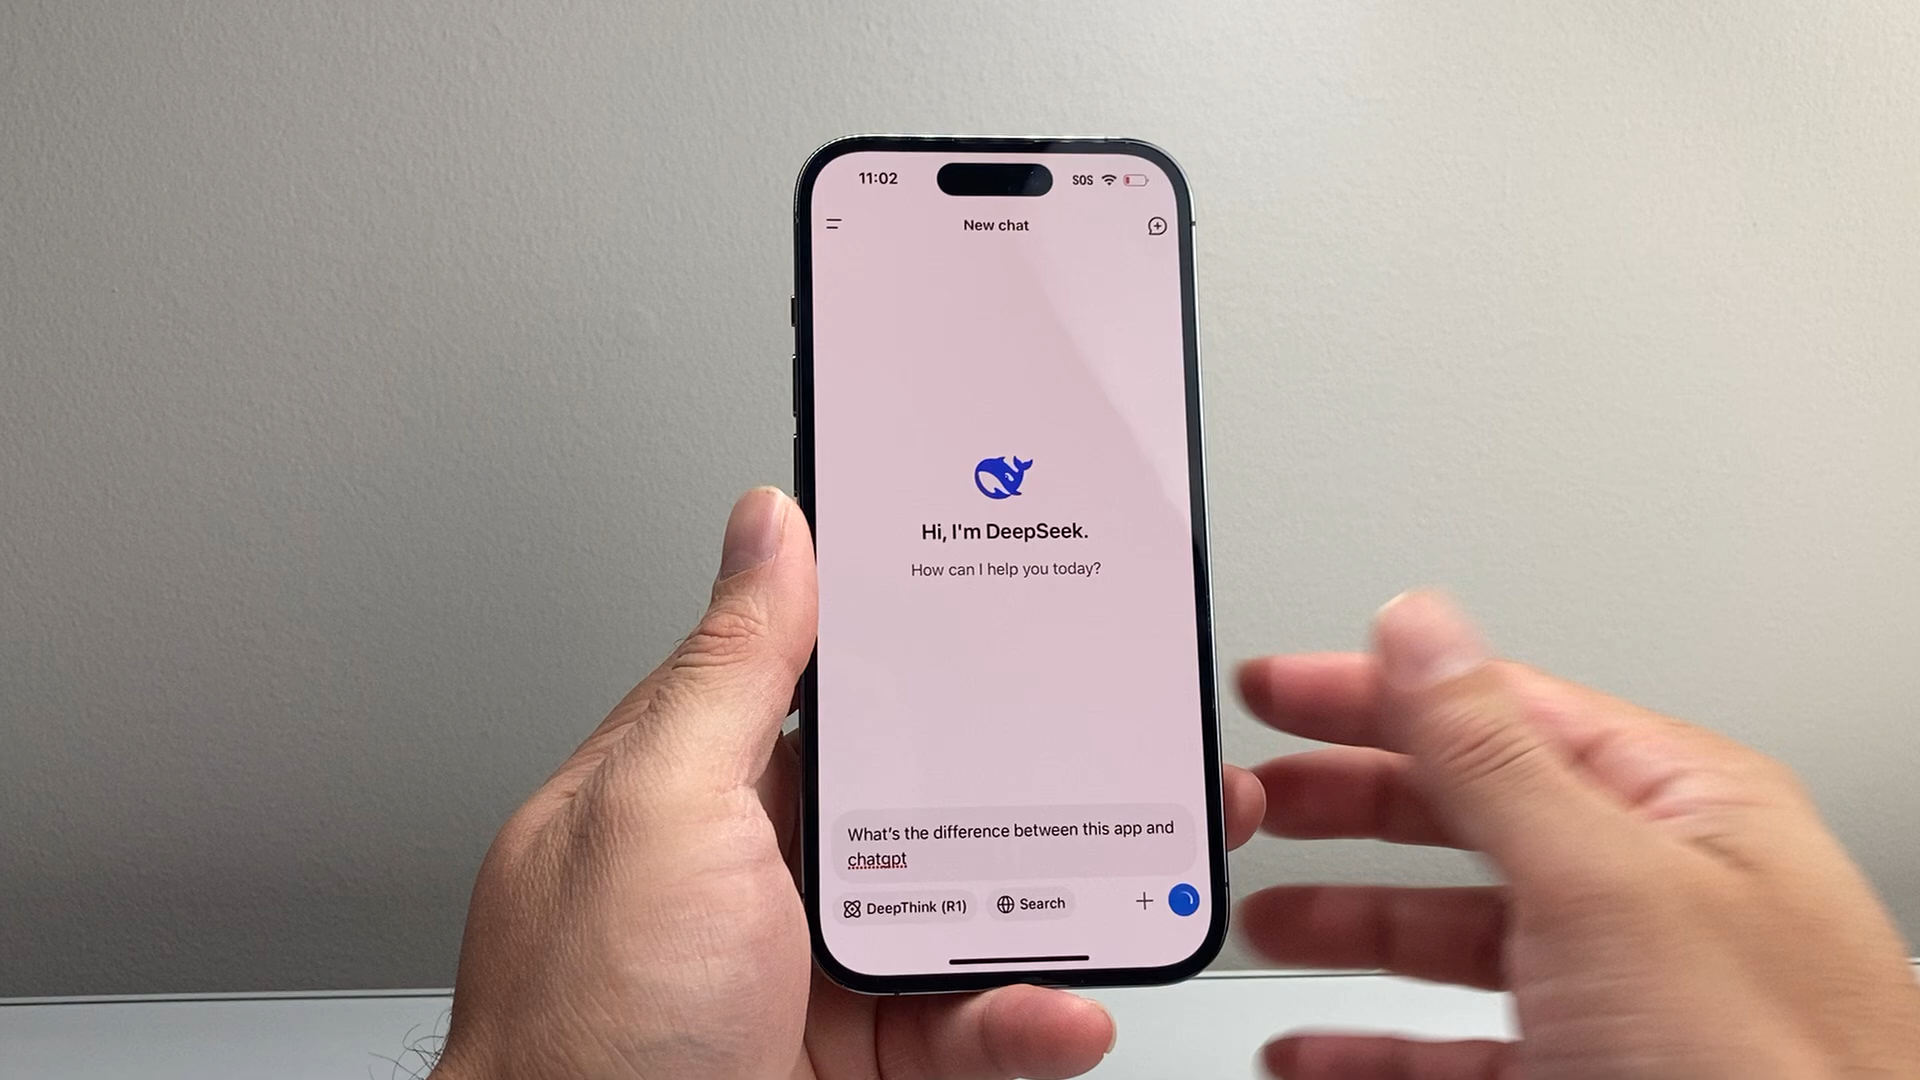 11:02
SOS
New chat
Hi, I'm DeepSeek.
How can I help you today?
What's the difference between this app and
chatgpt
DeepThink (R1)
Search